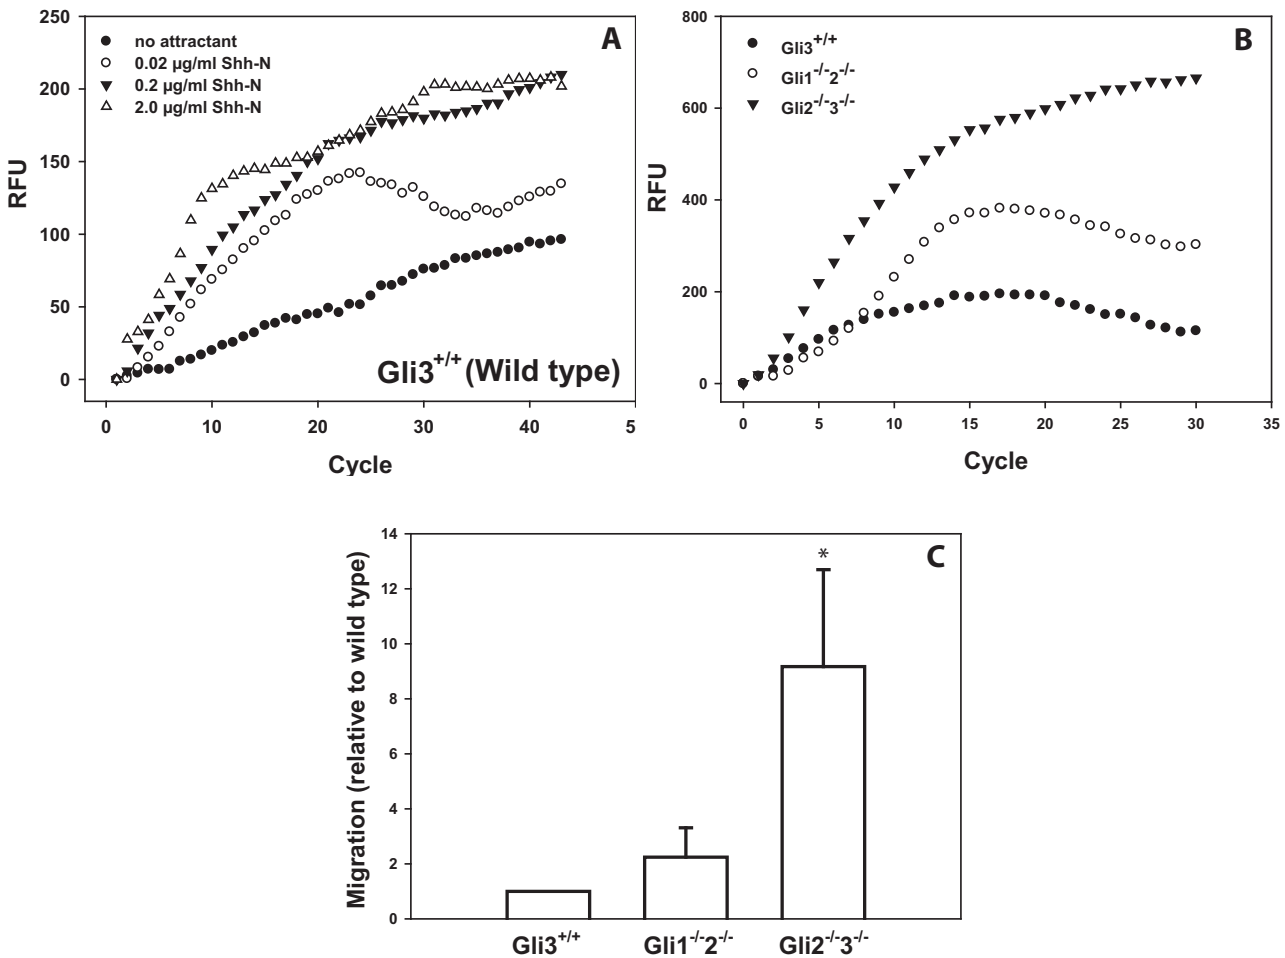 A
no attractant
0.02 µg/ml Shh-N
0.2 µg/ml Shh-N
2.0 µg/ml Shh-N
250
200
150
100
50
0
RFU
Gli3+/+ (Wild type)
0 10 20 30 40 5
Cycle
B
Gli3+/+
Gli1-/-2-/-
Gli2-/-3-/-
800
600
400
200
0
RFU
0 5 10 15 20 25 30 35
Cycle
C
*
14
12
10
8
6
4
2
0
Migration (relative to wild type)
Gli3+/+ Gli1-/-2-/- Gli2-/-3-/-